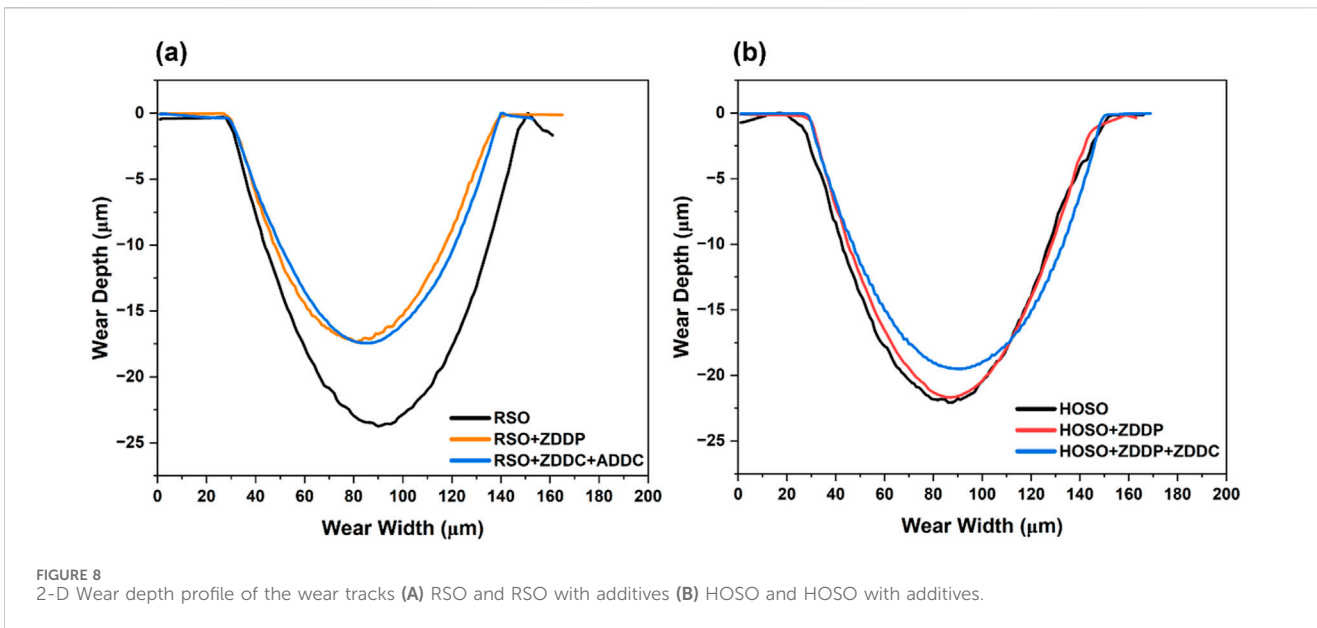 (a)
0
−5
−10
−15
−20
−25
Wear Depth (µm)
RSO
RSO+ZDDP
RSO+ZDDC+ADDC
0 20 40 60 80 100 120 140 160 180 200
Wear Width (µm)
(b)
0
−5
−10
−15
−20
−25
Wear Depth (µm)
HOSO
HOSO+ZDDP
HOSO+ZDDP+ZDDC
0 20 40 60 80 100 120 140 160 180 200
Wear Width (µm)
FIGURE 8
2-D Wear depth profile of the wear tracks (A) RSO and RSO with additives (B) HOSO and HOSO with additives.